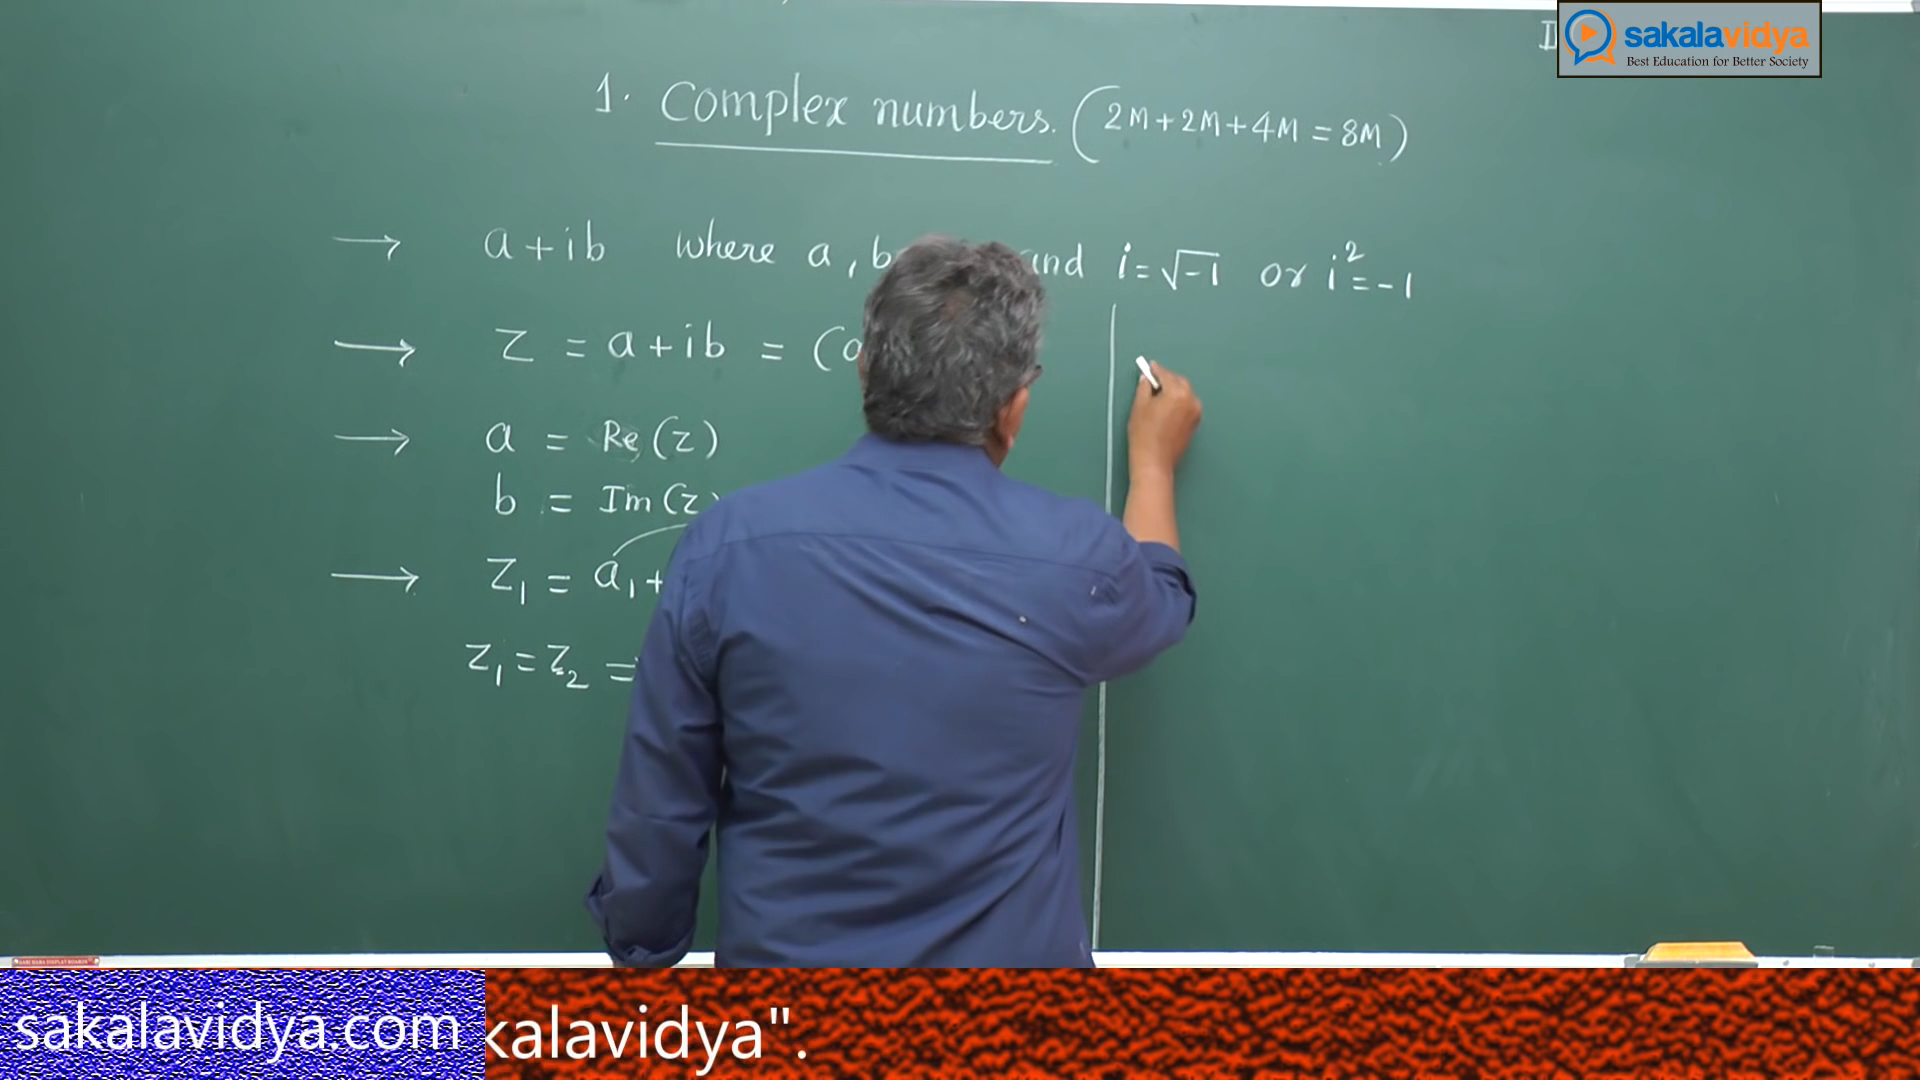 sakalavidya
Best Education for Better Society
1. Complex numbers. (2M+2M+4M = 8M)
→ a+ib where a, b and i=√-1 or i²=-1
→ z = a+ib = (a
→ a = Re(z)
b = Im(z)
→ z₁ = a₁+
z₁=z₂ =
sakalavidya.com
kalavidya".